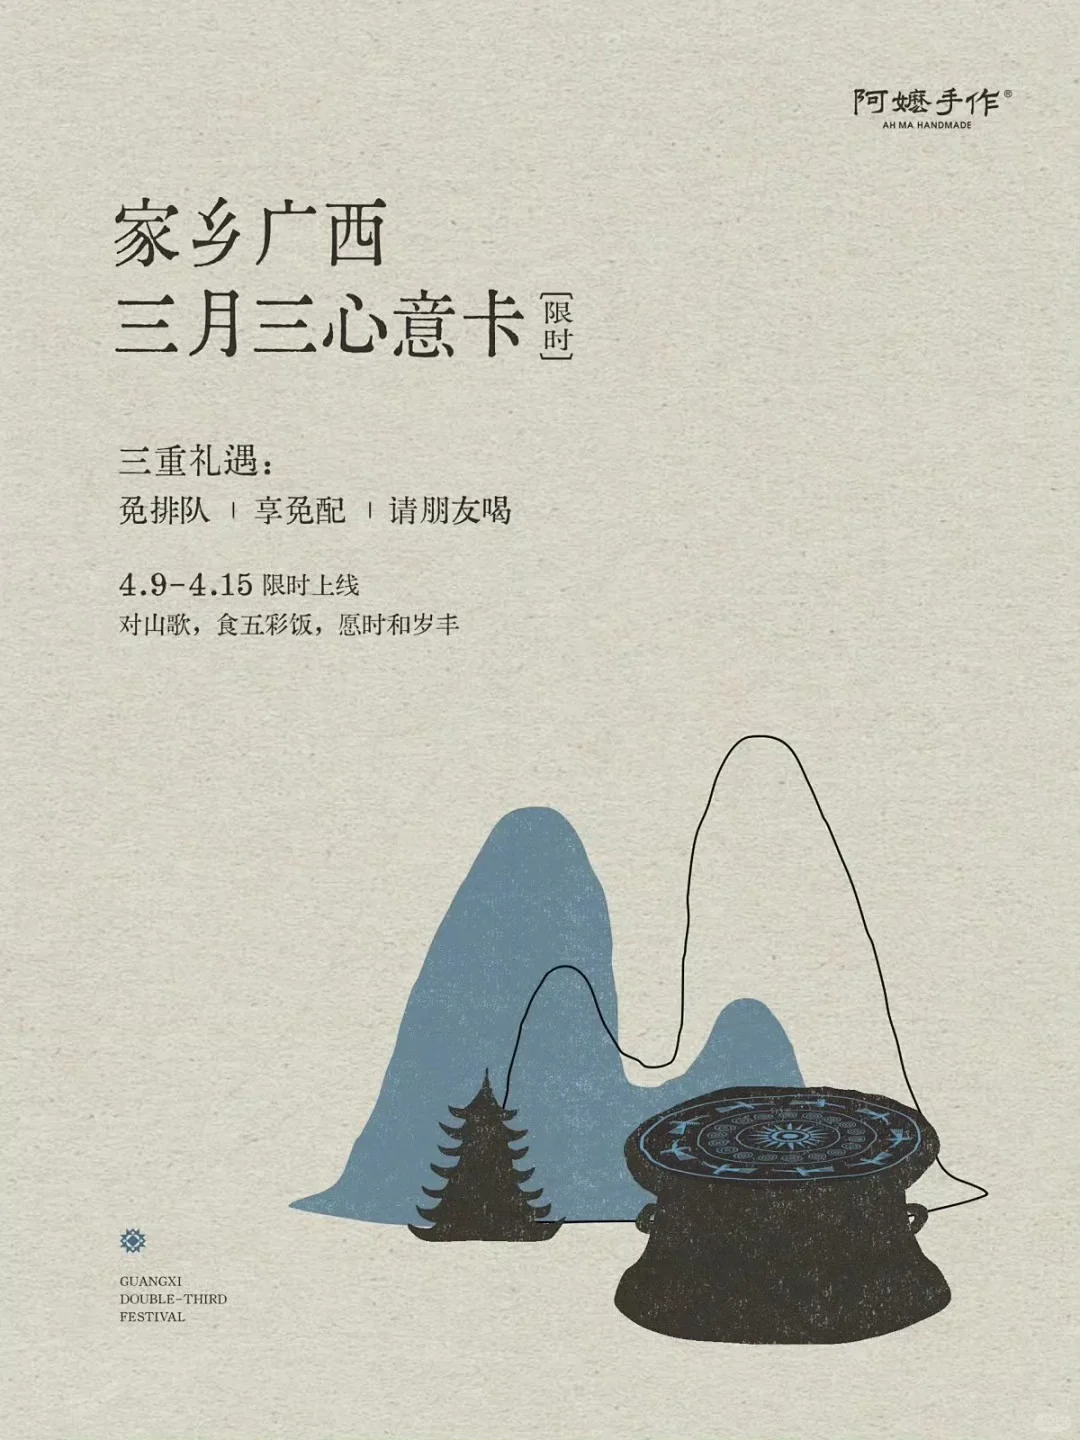 阿嬷手作®
AH MA HANDMADE
家乡广西
三月三心意卡 [限时]
三重礼遇：
免排队 | 享免配 | 请朋友喝
4.9-4.15 限时上线
对山歌，食五彩饭，愿时和岁丰
GUANGXI
DOUBLE-THIRD
FESTIVAL